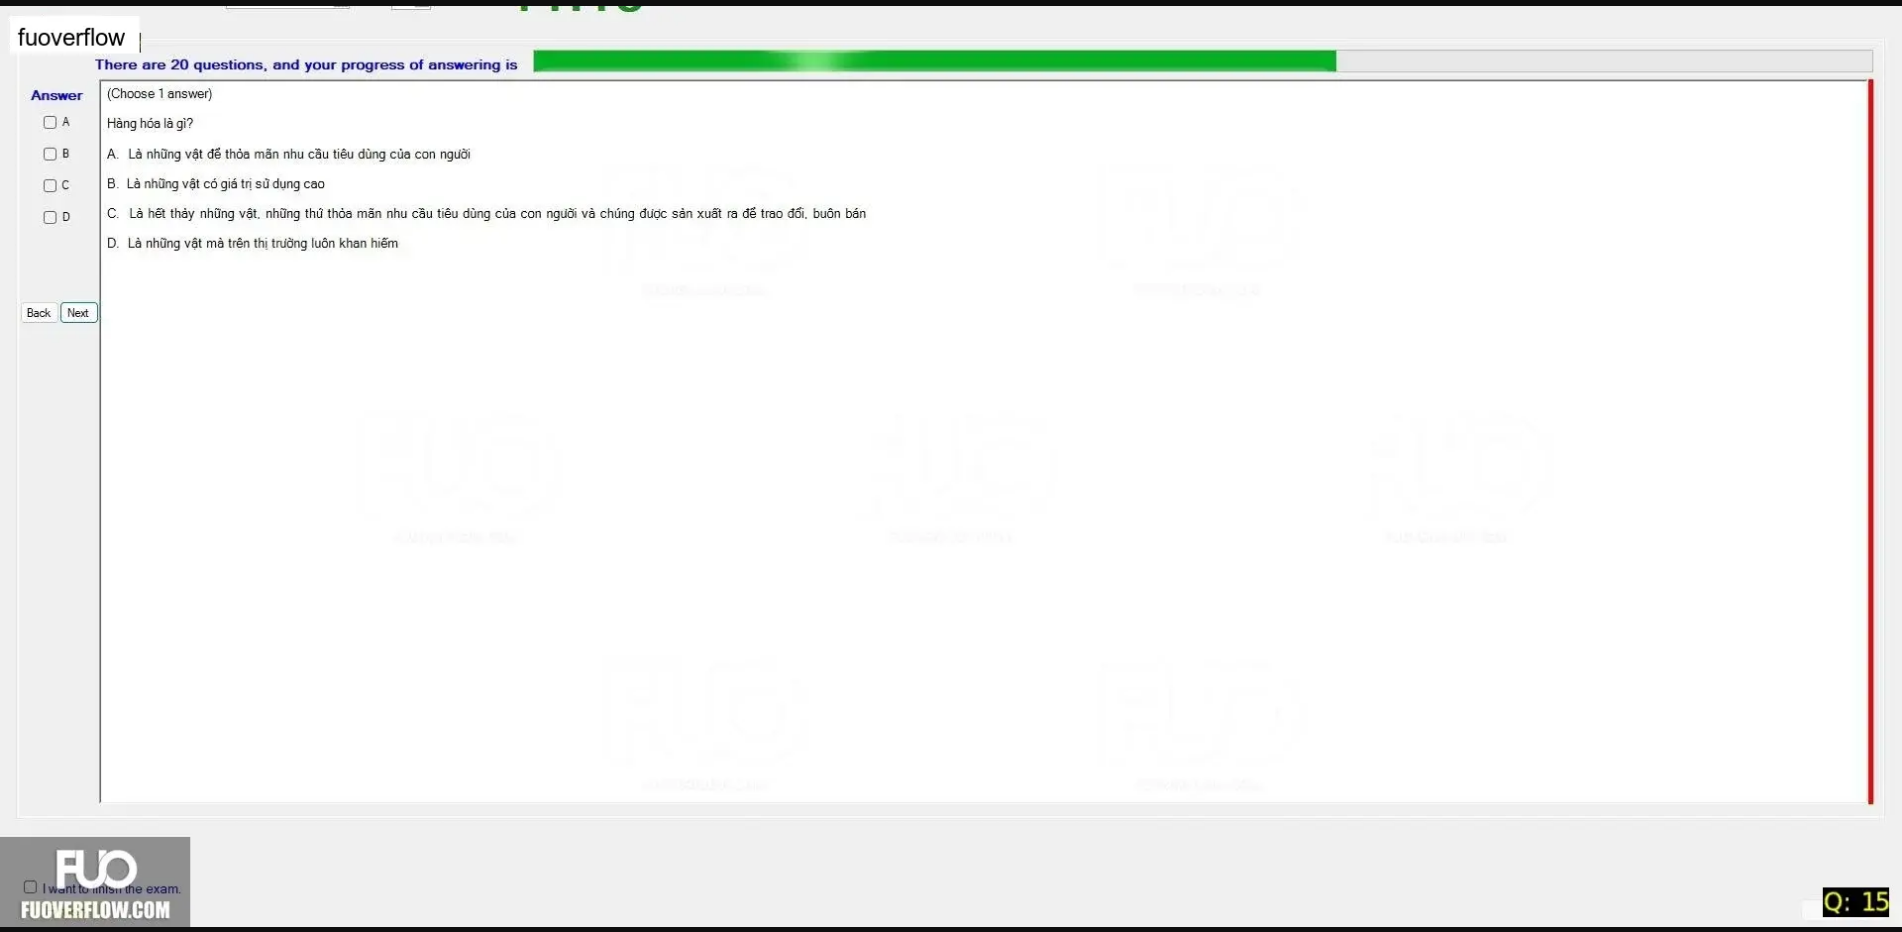 fuoverflow
There are 20 questions, and your progress of answering is
Answer
(Choose 1 answer)
A
Hàng hóa là gì?
B
A. Là những vật để thỏa mãn nhu cầu tiêu dùng của con người
C
B. Là những vật có giá trị sử dụng cao
D
C. Là hết thảy những vật, những thứ thỏa mãn nhu cầu tiêu dùng của con người và chúng được sản xuất ra để trao đổi, buôn bán
D. Là những vật mà trên thị trường luôn khan hiếm
Back Next
FUO
I want to finish the exam.
FUOVERFLOW.COM
Q: 15